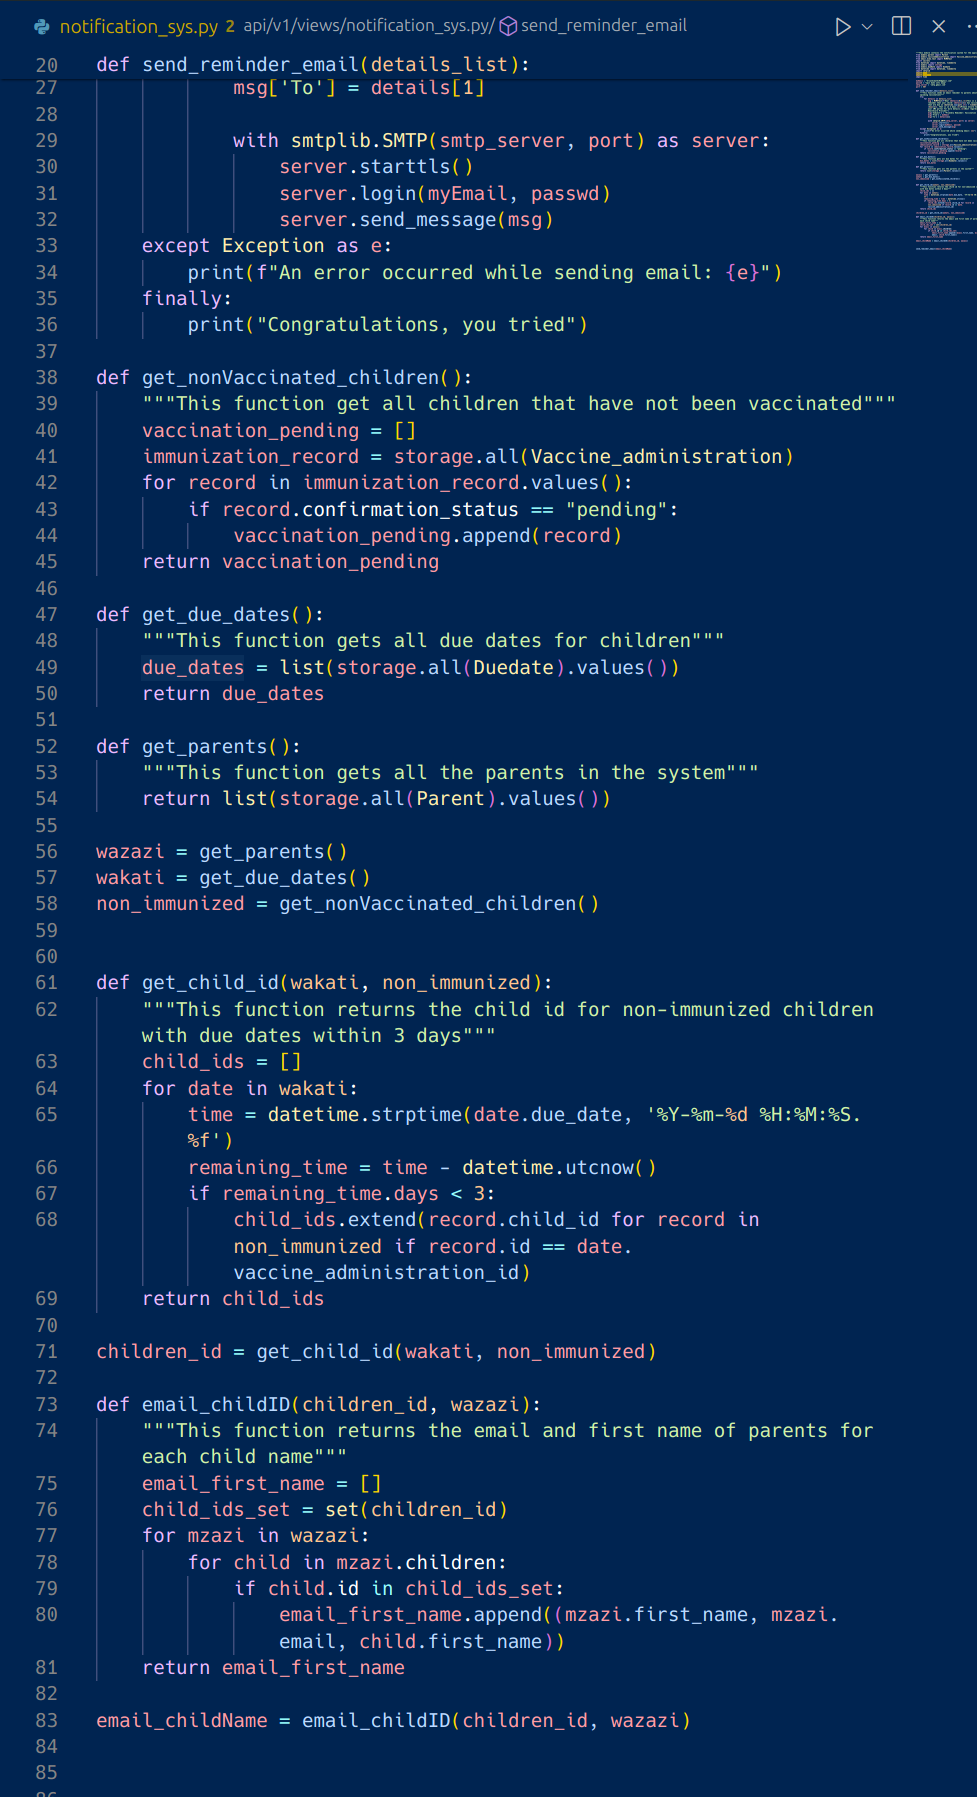 notification_sys.py 2 api/v1/views/notification_sys.py/ send_reminder_email
20 def send_reminder_email(details_list):
27 msg['To'] = details[1]
28
29 with smtplib.SMTP(smtp_server, port) as server:
30 server.starttls()
31 server.login(myEmail, passwd)
32 server.send_message(msg)
33 except Exception as e:
34 print(f"An error occurred while sending email: {e}")
35 finally:
36 print("Congratulations, you tried")
37
38 def get_nonVaccinated_children():
39 """This function get all children that have not been vaccinated"""
40 vaccination_pending = []
41 immunization_record = storage.all(Vaccine_administration)
42 for record in immunization_record.values():
43 if record.confirmation_status == "pending":
44 vaccination_pending.append(record)
45 return vaccination_pending
46
47 def get_due_dates():
48 """This function gets all due dates for children"""
49 due_dates = list(storage.all(Duedate).values())
50 return due_dates
51
52 def get_parents():
53 """This function gets all the parents in the system"""
54 return list(storage.all(Parent).values())
55
56 wazazi = get_parents()
57 wakati = get_due_dates()
58 non_immunized = get_nonVaccinated_children()
59
60
61 def get_child_id(wakati, non_immunized):
62 """This function returns the child id for non-immunized children
with due dates within 3 days"""
63 child_ids = []
64 for date in wakati:
65 time = datetime.strptime(date.due_date, '%Y-%m-%d %H:%M:%S.
%f')
66 remaining_time = time - datetime.utcnow()
67 if remaining_time.days < 3:
68 child_ids.extend(record.child_id for record in
non_immunized if record.id == date.
vaccine_administration_id)
69 return child_ids
70
71 children_id = get_child_id(wakati, non_immunized)
72
73 def email_childID(children_id, wazazi):
74 """This function returns the email and first name of parents for
each child name"""
75 email_first_name = []
76 child_ids_set = set(children_id)
77 for mzazi in wazazi:
78 for child in mzazi.children:
79 if child.id in child_ids_set:
80 email_first_name.append((mzazi.first_name, mzazi.
email, child.first_name))
81 return email_first_name
82
83 email_childName = email_childID(children_id, wazazi)
84
85